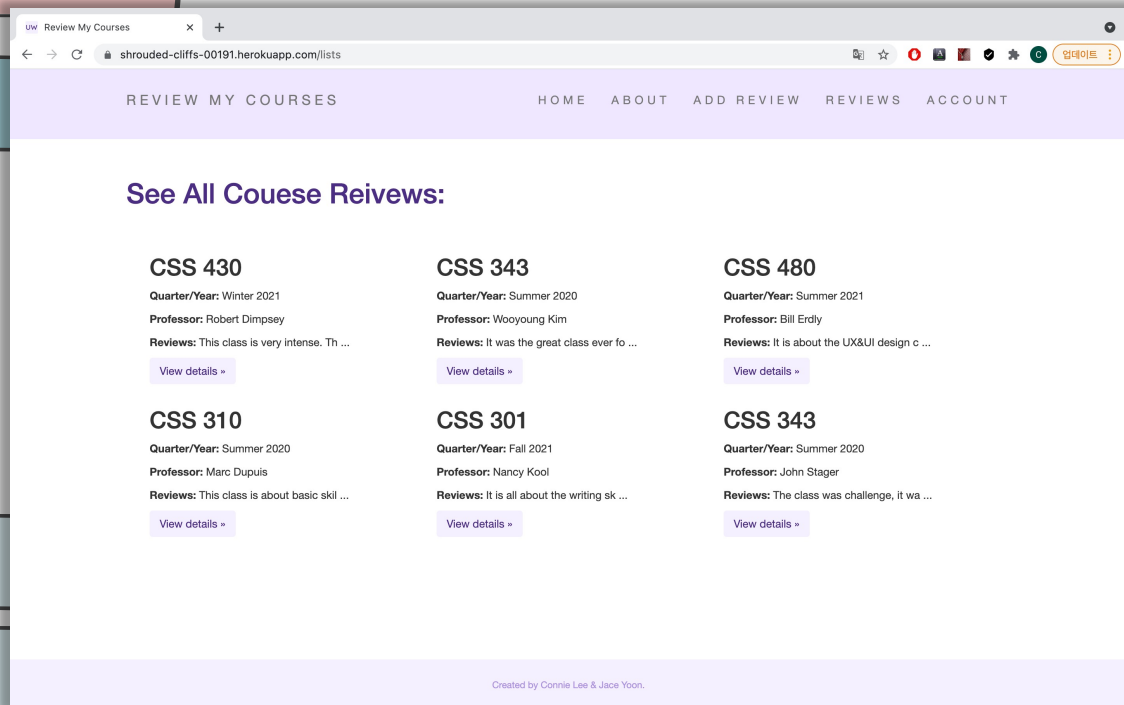 UW Review My Courses
shrouded-cliffs-00191.herokuapp.com/lists
A
C
업데이트
REVIEW MY COURSES
HOME ABOUT ADD REVIEW REVIEWS ACCOUNT
See All Couese Reivews:
CSS 430
Quarter/Year: Winter 2021
Professor: Robert Dimpsey
Reviews: This class is very intense. Th ...
View details »
CSS 343
Quarter/Year: Summer 2020
Professor: Wooyoung Kim
Reviews: It was the great class ever fo ...
View details »
CSS 480
Quarter/Year: Summer 2021
Professor: Bill Erdly
Reviews: It is about the UX&UI design c ...
View details »
CSS 310
Quarter/Year: Summer 2020
Professor: Marc Dupuis
Reviews: This class is about basic skil ...
View details »
CSS 301
Quarter/Year: Fall 2021
Professor: Nancy Kool
Reviews: It is all about the writing sk ...
View details »
CSS 343
Quarter/Year: Summer 2020
Professor: John Stager
Reviews: The class was challenge, it wa ...
View details »
Created by Connie Lee & Jace Yoon.